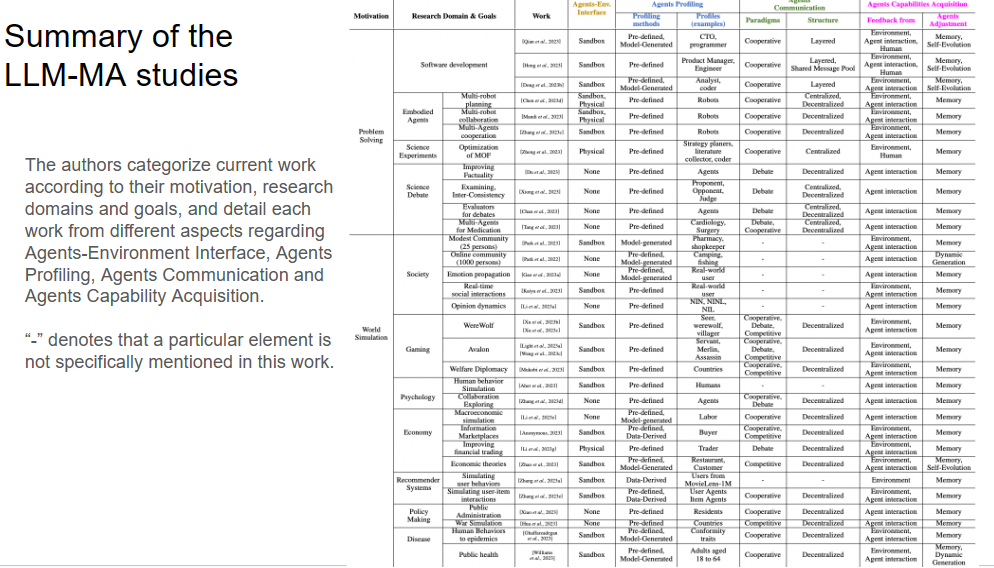 Summary of the
LLM-MA studies
The authors categorize current work
according to their motivation, research
domains and goals, and detail each
work from different aspects regarding
Agents-Environment Interface, Agents
Profiling, Agents Communication and
Agents Capability Acquisition.
“-” denotes that a particular element is
not specifically mentioned in this work.
Motivation Research Domain & Goals Work Agents-Env. Interface Agents Profiling Communication Agents Capabilities Acquisition
Profiling methods Profiles (examples) Paradigms Structure Feedback from Agents Adjustment
Problem Solving
Software development [Qian et al., 2023] Sandbox Pre-defined, Model-Generated CTO, programmer Cooperative Layered Environment, Agent interaction, Human Memory, Self-Evolution
Sandbox Pre-defined Product Manager, Engineer Cooperative Layered, Shared Message Pool Environment, Agent interaction, Human Memory, Self-Evolution
[Dong et al., 2023b] Sandbox Pre-defined, Model-Generated Analyst, coder Cooperative Layered Environment, Agent interaction Memory, Self-Evolution
Embodied Agents Multi-robot planning [Chen et al., 2023d] Sandbox, Physical Pre-defined Robots Cooperative Centralized, Decentralized Environment, Agent interaction Memory
Multi-robot collaboration [Mandi et al., 2023] Sandbox, Physical Pre-defined Robots Cooperative Decentralized Environment, Agent interaction Memory
Multi-Agents cooperation [Zhang et al., 2023c] Sandbox Pre-defined Robots Cooperative Decentralized Environment, Agent interaction Memory
Science Experiments Optimization of MOF [Zheng et al., 2023] Physical Pre-defined Strategy planers, literature collector, coder Cooperative Centralized Environment, Human Memory
Science Debate Improving Factuality [Du et al., 2023] None Pre-defined Agents Debate Decentralized Agent interaction Memory
Examining, Inter-Consistency [Xiong et al., 2023] None Pre-defined Proponent, Opponent, Judge Debate Centralized, Decentralized Agent interaction Memory
Evaluators for debates [Chan et al., 2023] None Pre-defined Agents Debate Centralized, Decentralized Agent interaction Memory
Multi-Agents for Medication [Tang et al., 2023] None Pre-defined Cardiology, Surgery Debate, Cooperative Centralized, Decentralized Agent interaction Memory
World Simulation
Society Modest Community (25 persons) [Park et al., 2023] Sandbox Model-generated Pharmacy, shopkeeper - - Environment, Agent interaction Memory
Online community (1000 persons) [Park et al., 2022] None Pre-defined, Model-generated Camping, fishing - - Agent interaction Dynamic Generation
Emotion propagation [Gao et al., 2023a] None Pre-defined, Model-generated Real-world user - - Agent interaction Memory
Real-time social interactions [Kaiya et al., 2023] Sandbox Pre-defined Real-world user - - Environment, Agent interaction Memory
Opinion dynamics [Li et al., 2023a] None Pre-defined NIN, NINL, NIL - - Agent interaction Memory
Gaming WereWolf [Xu et al., 2023b] [Xu et al., 2023c] Sandbox Pre-defined Seer, werewolf, villager Cooperative, Debate, Competitive Decentralized Environment, Agent interaction Memory
Avalon [Light et al., 2023a] [Wang et al., 2023c] Sandbox Pre-defined Servant, Merlin, Assassin Cooperative, Debate, Competitive Decentralized Environment, Agent interaction Memory
Welfare Diplomacy [Mukobi et al., 2023] Sandbox Pre-defined Countries Cooperative, Competitive Decentralized Environment, Agent interaction Memory
Psychology Human behavior Simulation [Aher et al., 2023] Sandbox Pre-defined Humans - - Agent interaction Memory
Collaboration Exploring [Zhang et al., 2023d] None Pre-defined Agents Cooperative, Debate Decentralized Agent interaction Memory
Economy Macroeconomic simulation [Li et al., 2023e] None Pre-defined, Model-generated Labor Cooperative Decentralized Agent interaction Memory
Information Marketplaces [Anonymous, 2023] Sandbox Pre-defined, Data-Derived Buyer Cooperative, Competitive Decentralized Environment, Agent interaction Memory
Improving financial trading [Li et al., 2023g] Physical Pre-defined Trader Debate Decentralized Environment, Agent interaction Memory
Economic theories [Zhao et al., 2023] Sandbox Pre-defined, Model-Generated Restaurant, Customer Competitive Decentralized Environment, Agent interaction Memory, Self-Evolution
Recommender Systems Simulating user behaviors [Zhang et al., 2023a] Sandbox Data-Derived Users from MovieLens-1M - - Environment Memory
Simulating user-item interactions [Zhang et al., 2023e] Sandbox Pre-defined, Data-Derived User Agents Item Agents Cooperative Decentralized Environment, Agent interaction Memory
Policy Making Public Administration [Xiao et al., 2023] None Pre-defined Residents Cooperative Decentralized Agent interaction Memory
War Simulation [Hua et al., 2023] None Pre-defined Countries Competitive Decentralized Agent interaction Memory
Disease Human Behaviors to epidemics [Ghaffarzadegan et al., 2023] Sandbox Pre-defined, Model-Generated Conformity traits Cooperative Decentralized Environment, Agent interaction Memory
Public health [Williams et al., 2023] Sandbox Pre-defined, Model-Generated Adults aged 18 to 64 Cooperative Decentralized Environment, Agent interaction Memory, Dynamic Generation